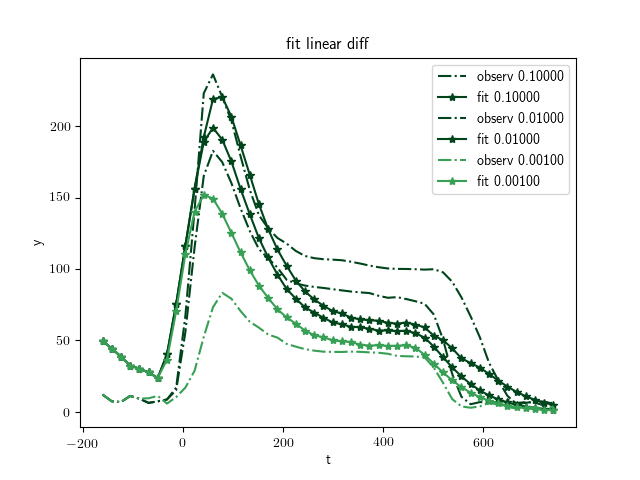 fit linear diff
observ 0.10000
fit 0.10000
observ 0.01000
fit 0.01000
observ 0.00100
fit 0.00100
y
200
150
100
50
0
−200 0 200 400 600
t